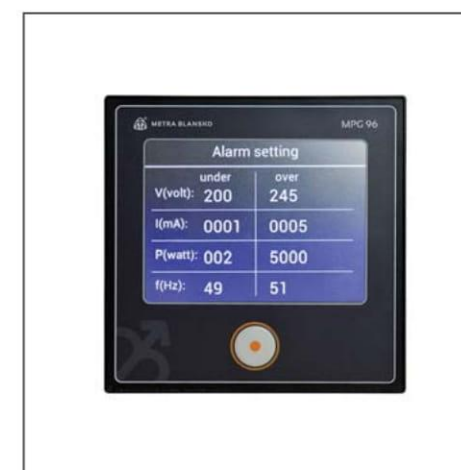 METRA BLANSKO
MPG 96
Alarm setting
under over
V(volt): 200 245
I(mA): 0001 0005
P(watt): 002 5000
f(Hz): 49 51